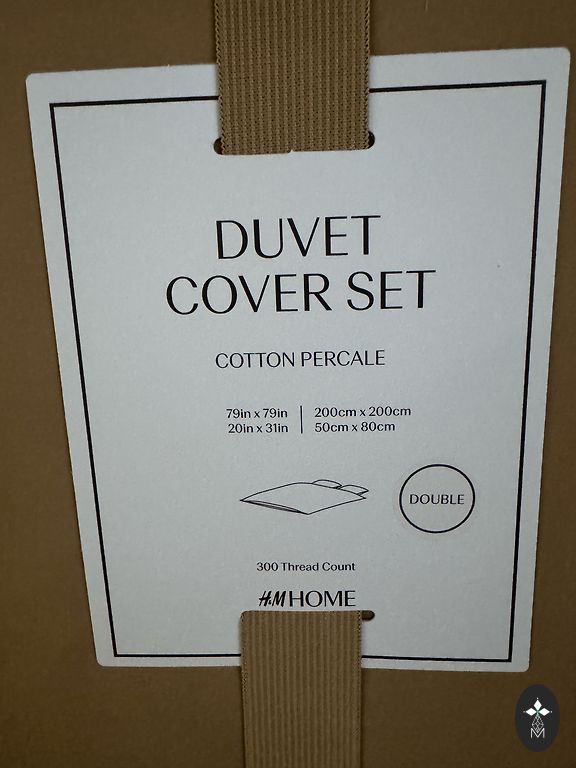 DUVET
COVER SET
COTTON PERCALE
79in x 79in | 200cm x 200cm
20in x 31in | 50cm x 80cm
DOUBLE
300 Thread Count
H&M HOME
M